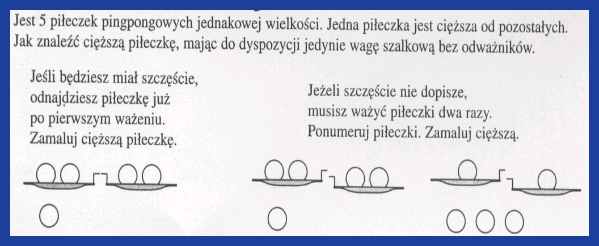 Jest 5 piłeczek pingpongowych jednakowej wielkości. Jedna piłeczka jest cięższa od pozostałych.
Jak znaleźć cięższą piłeczkę, mając do dyspozycji jedynie wagę szalkową bez odważników.
Jeśli będziesz miał szczęście,
odnajdziesz piłeczkę już
po pierwszym ważeniu.
Zamaluj cięższą piłeczkę.
Jeżeli szczęście nie dopisze,
musisz ważyć piłeczki dwa razy.
Ponumeruj piłeczki. Zamaluj cięższą.